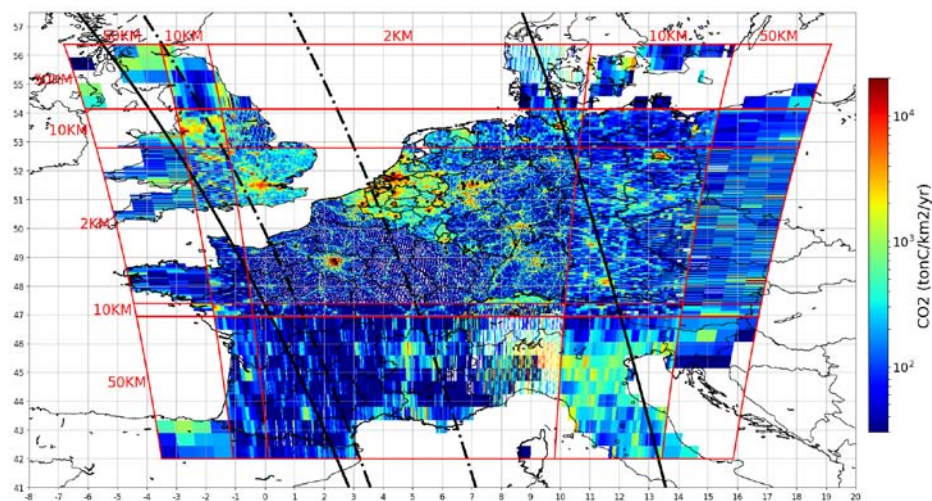 57
56
55
54
53
52
51
50
49
48
47
46
45
44
43
42
41
50KM
10KM
2KM
10KM
50KM
50KM
10KM
2KM
10KM
50KM
-8 -7 -6 -5 -4 -3 -2 -1 0 1 2 3 4 5 6 7 8 9 10 11 12 13 14 15 16 17 18 19 20
10⁴
10³
10²
CO2 (tonC/km2/yr)